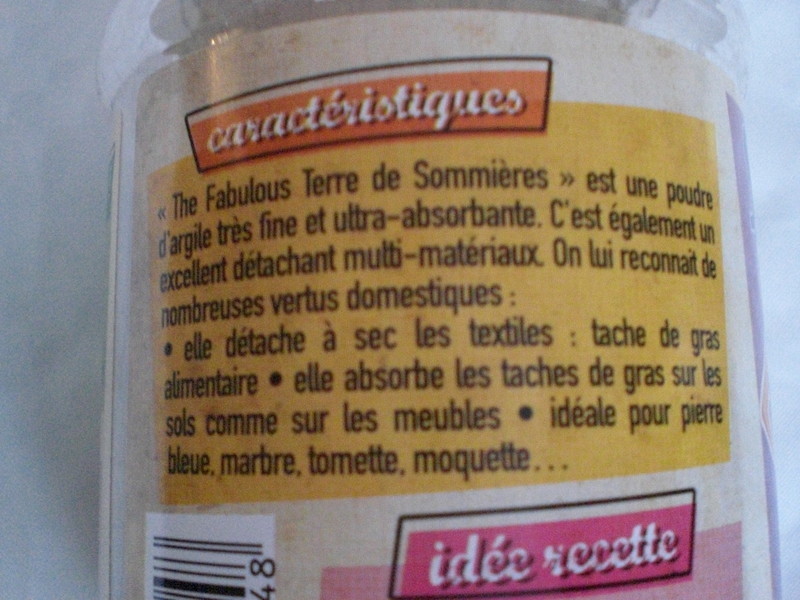 caractéristiques
« The Fabulous Terre de Sommières » est une poudre
d'argile très fine et ultra-absorbante. C'est également un
excellent détachant multi-matériaux. On lui reconnait de
nombreuses vertus domestiques :
• elle détache à sec les textiles : tache de gras
alimentaire • elle absorbe les taches de gras sur les
sols comme sur les meubles • idéale pour pierre
bleue, marbre, tomette, moquette...
48
idée recette